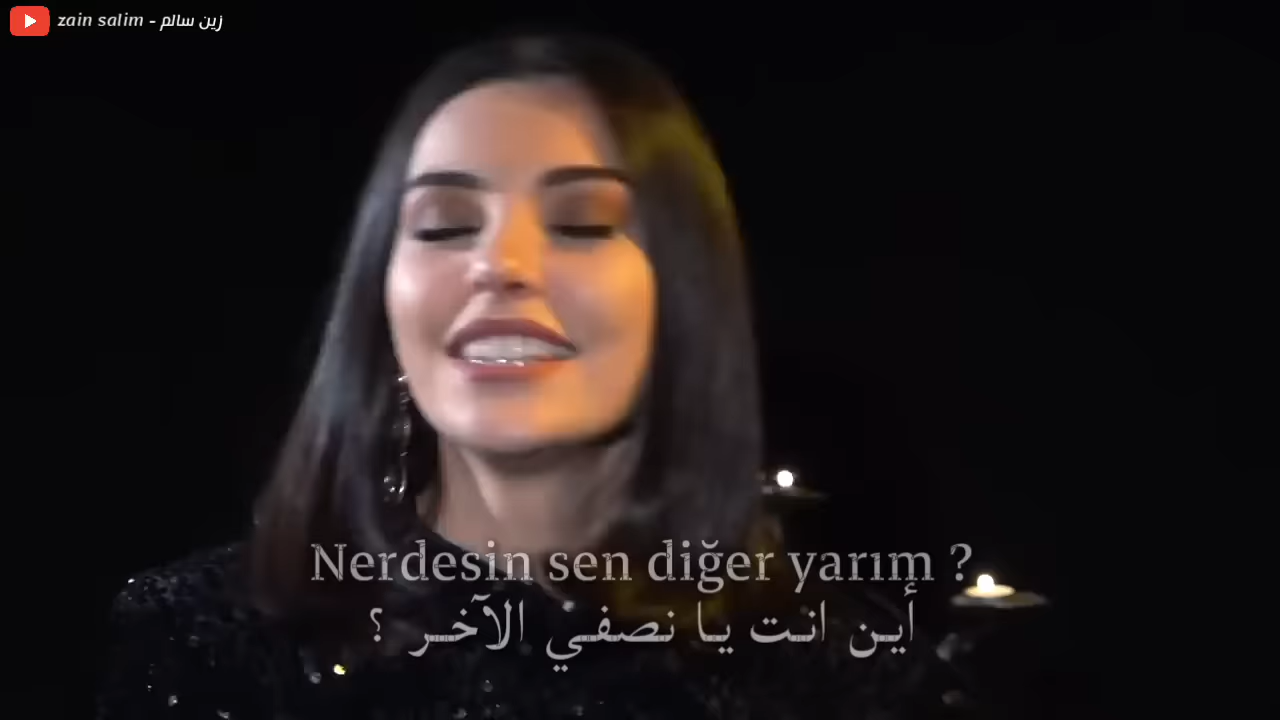 zain salim - زين سالم
Nerdesin sen diğer yarım ?
أين انت يا نصفي الآخر ؟